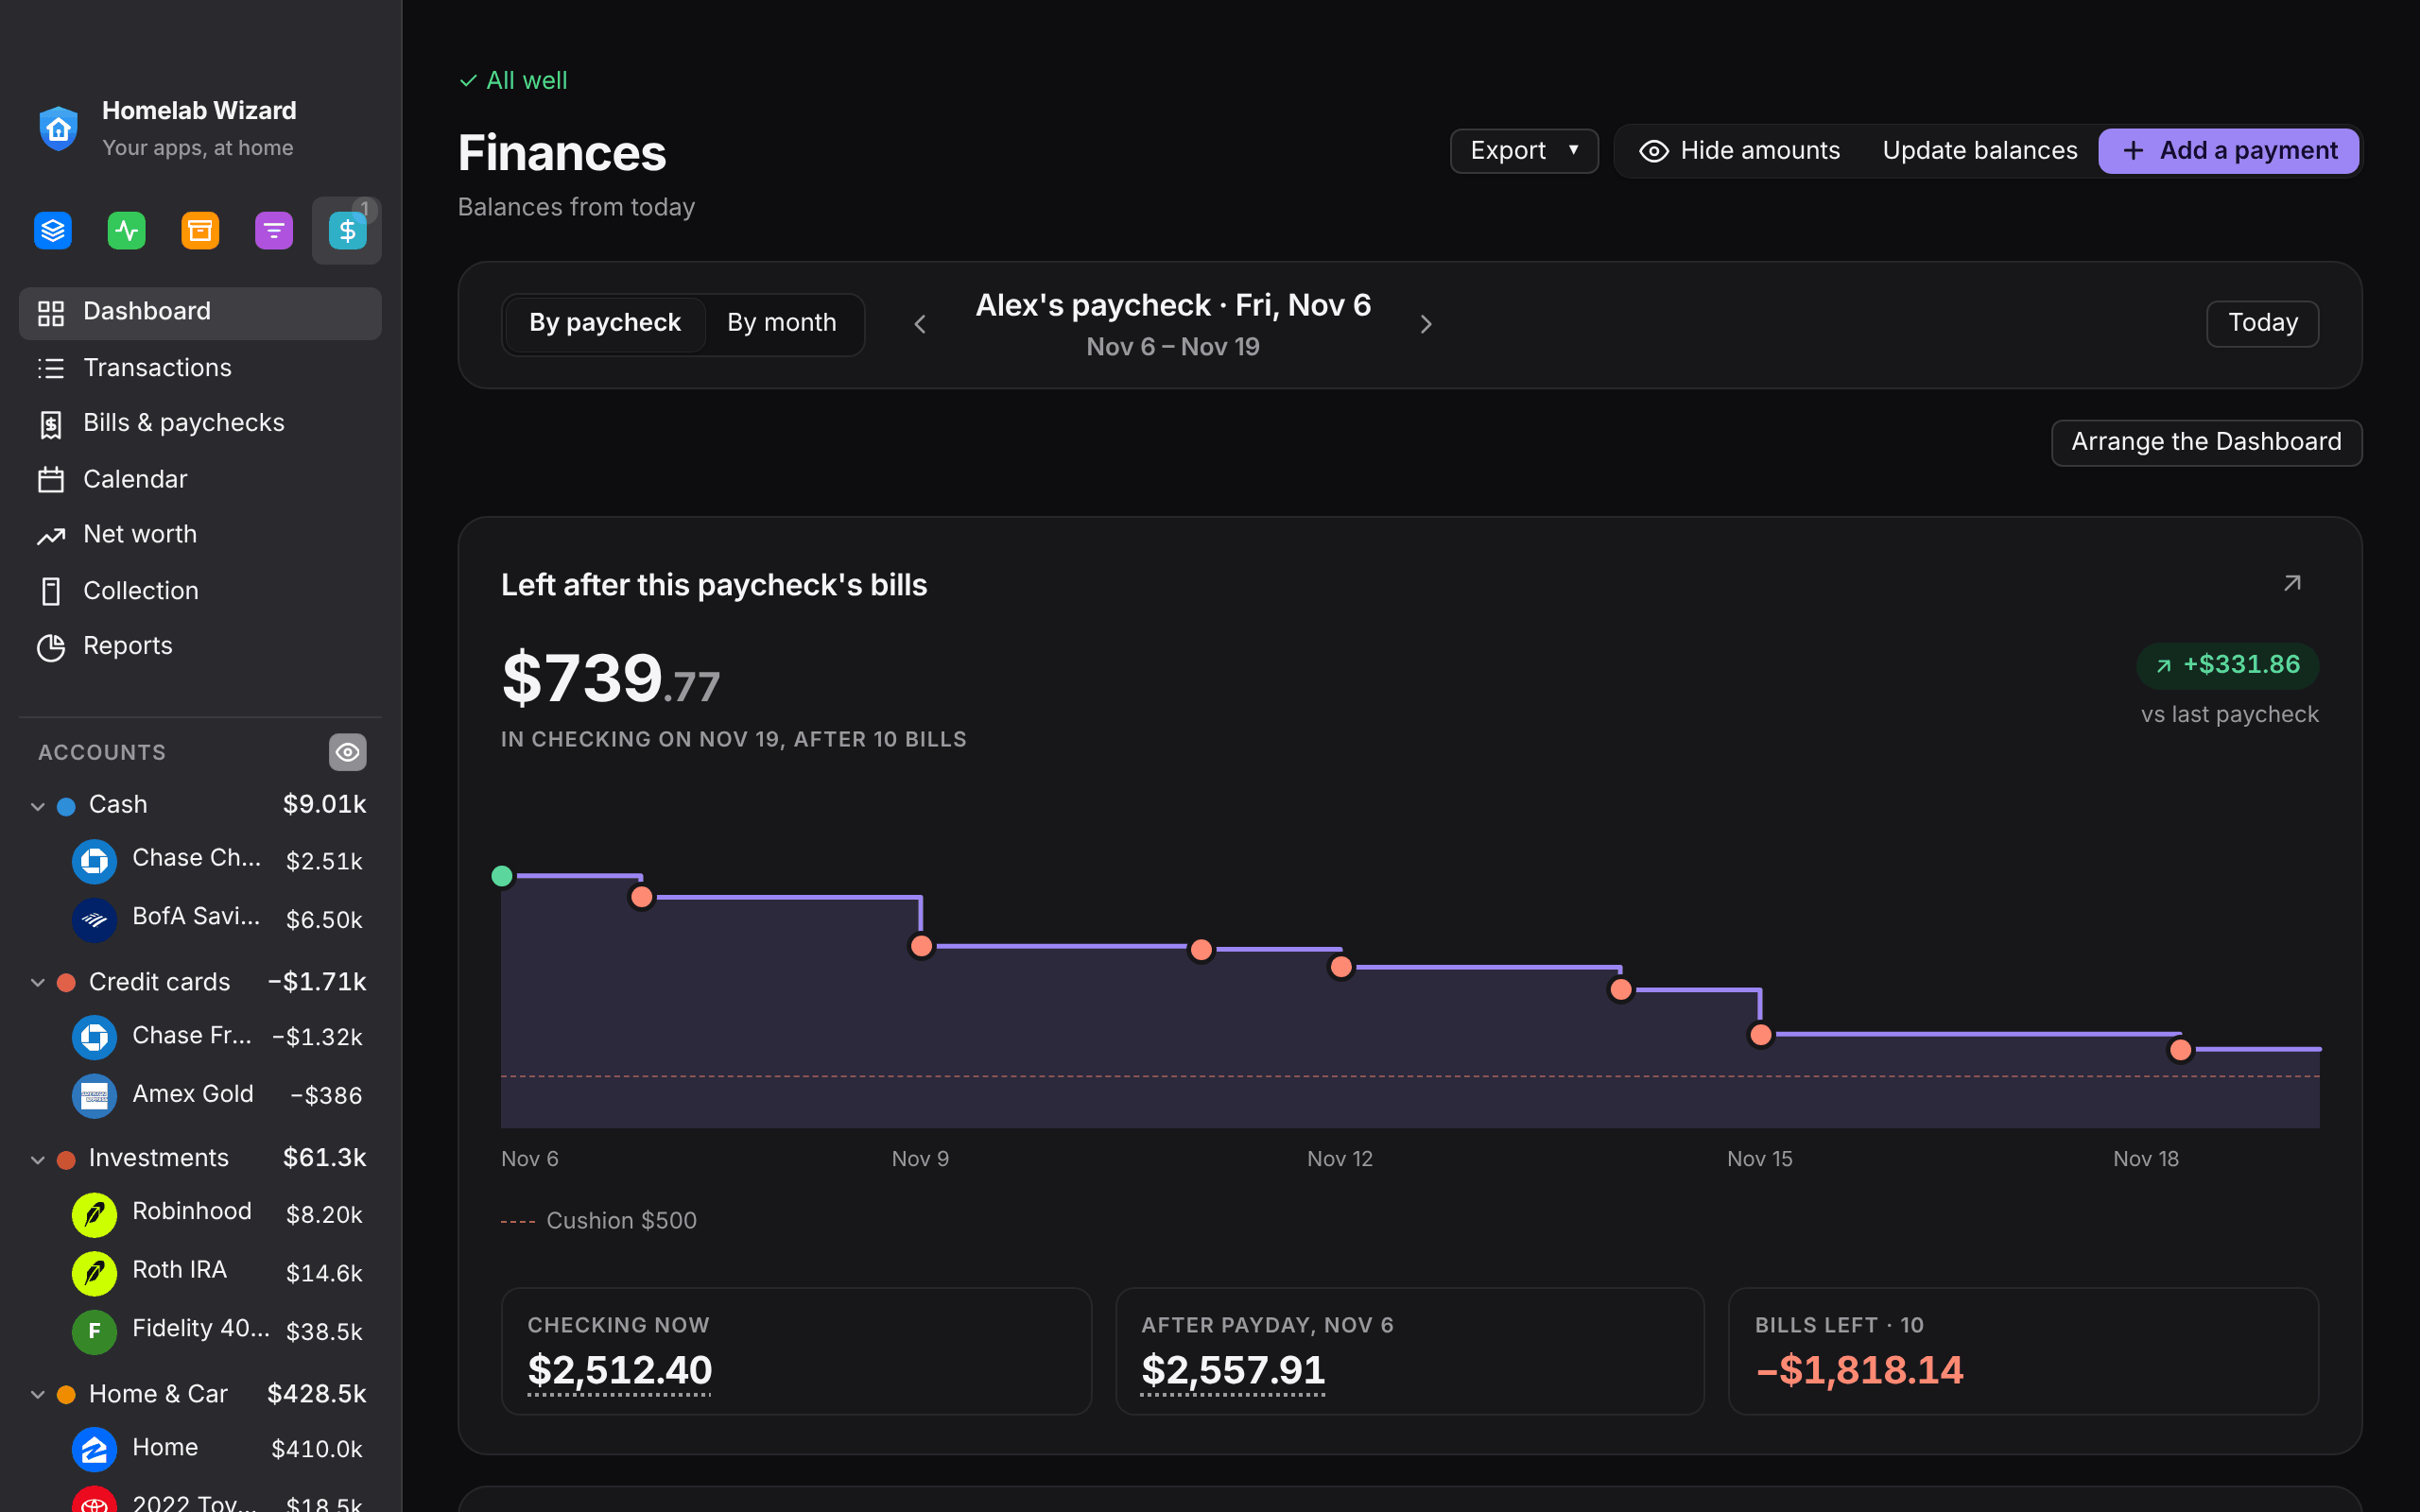 Homelab Wizard
Your apps, at home
1
Dashboard
Transactions
Bills & paychecks
Calendar
Net worth
Collection
Reports
ACCOUNTS
Cash $9.01k
Chase Ch... $2.51k
BofA Savi... $6.50k
Credit cards −$1.71k
Chase Fr... −$1.32k
Amex Gold −$386
Investments $61.3k
Robinhood $8.20k
Roth IRA $14.6k
F Fidelity 40... $38.5k
Home & Car $428.5k
Home $410.0k
2022 Toy... $18.5k
All well
Finances
Balances from today
Export
Hide amounts
Update balances
+ Add a payment
By paycheck
By month
Alex's paycheck · Fri, Nov 6
Nov 6 – Nov 19
Today
Arrange the Dashboard
Left after this paycheck's bills
$739.77
IN CHECKING ON NOV 19, AFTER 10 BILLS
+$331.86
vs last paycheck
Nov 6 Nov 9 Nov 12 Nov 15 Nov 18
Cushion $500
CHECKING NOW
$2,512.40
AFTER PAYDAY, NOV 6
$2,557.91
BILLS LEFT · 10
−$1,818.14